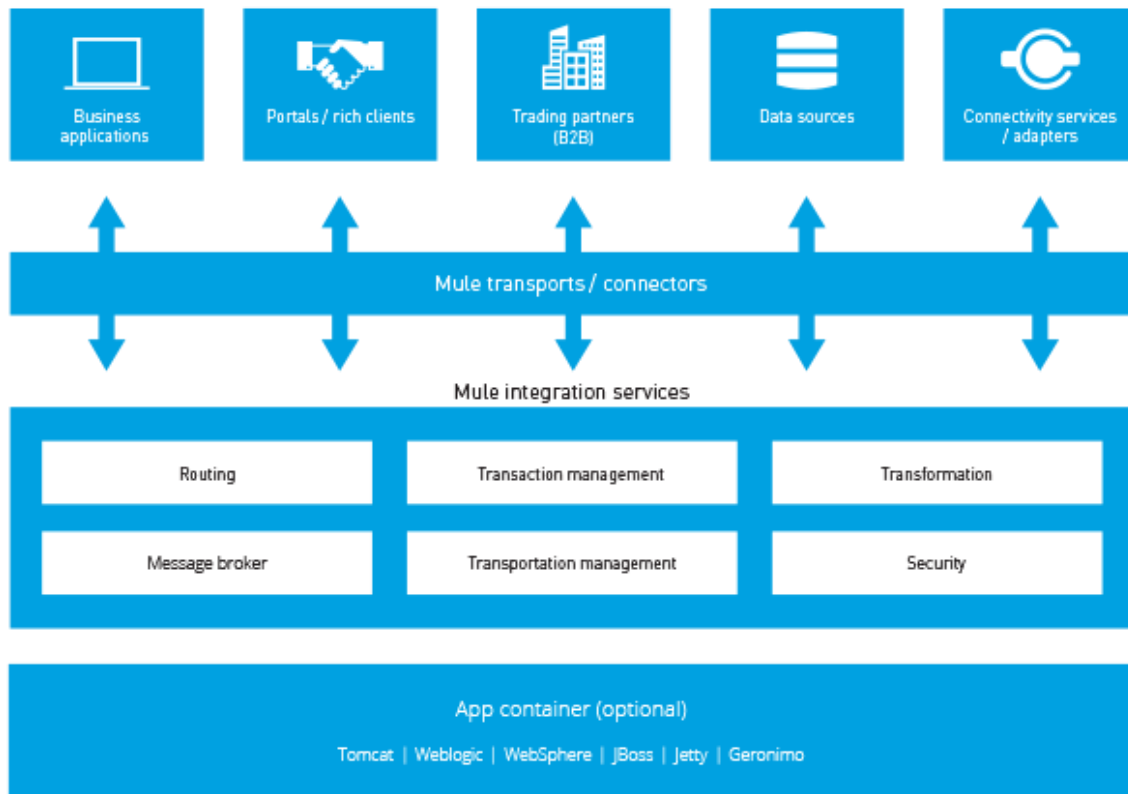 Business
applications
Portals / rich clients
Trading partners
(B2B)
Data sources
Connectivity services
/ adapters
Mule transports / connectors
Mule integration services
Routing
Transaction management
Transformation
Message broker
Transportation management
Security
App container (optional)
Tomcat | Weblogic | WebSphere | JBoss | Jetty | Geronimo